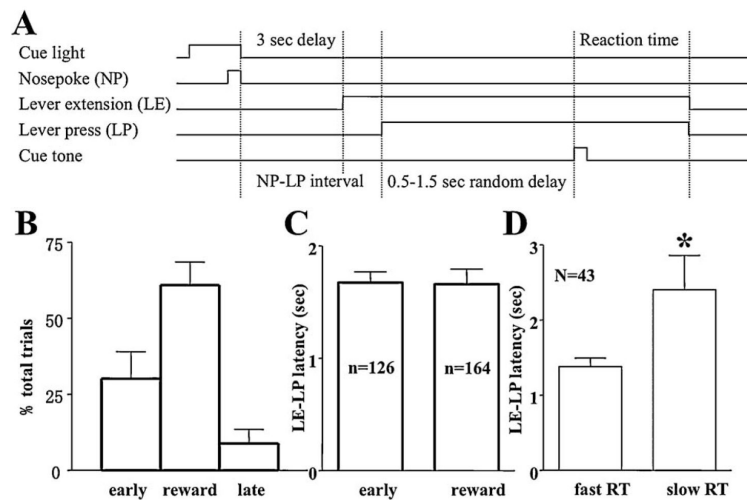 A
Cue light
3 sec delay
Reaction time
Nosepoke (NP)
Lever extension (LE)
Lever press (LP)
Cue tone
NP-LP interval
0.5-1.5 sec random delay
B
% total trials
75
50
25
0
early reward late
C
LE-LP latency (sec)
2
1
0
n=126
n=164
early reward
D
LE-LP latency (sec)
3
2
1
0
N=43
*
fast RT slow RT